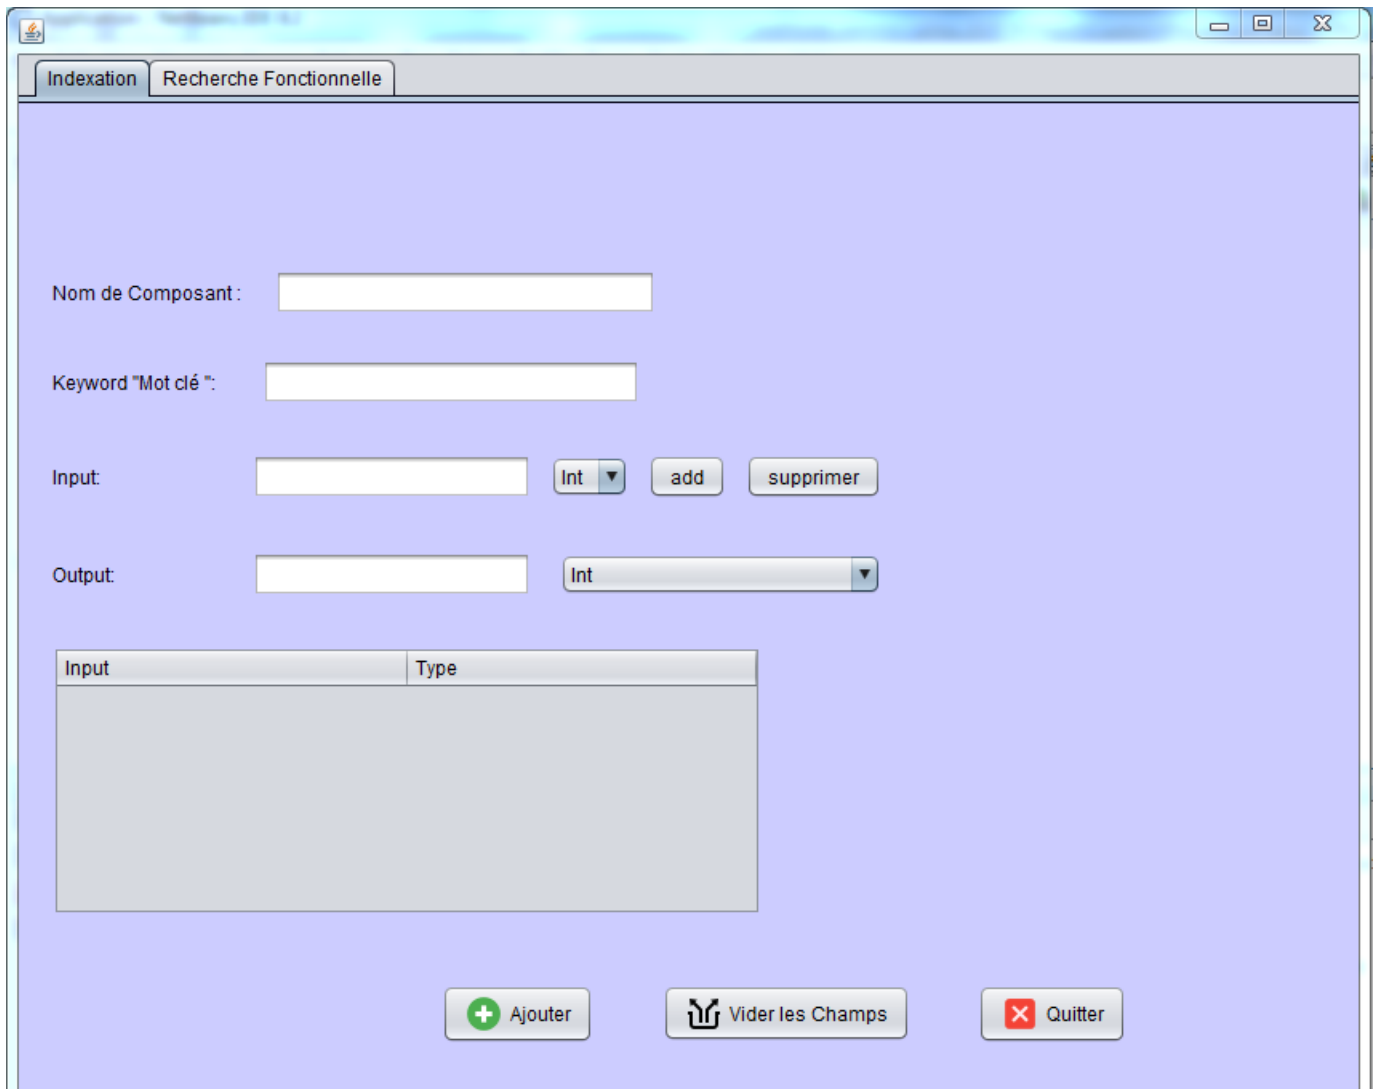 Indexation Recherche Fonctionnelle
Nom de Composant :
Keyword "Mot clé ":
Input: Int add supprimer
Output: Int
Input Type
Ajouter Vider les Champs Quitter